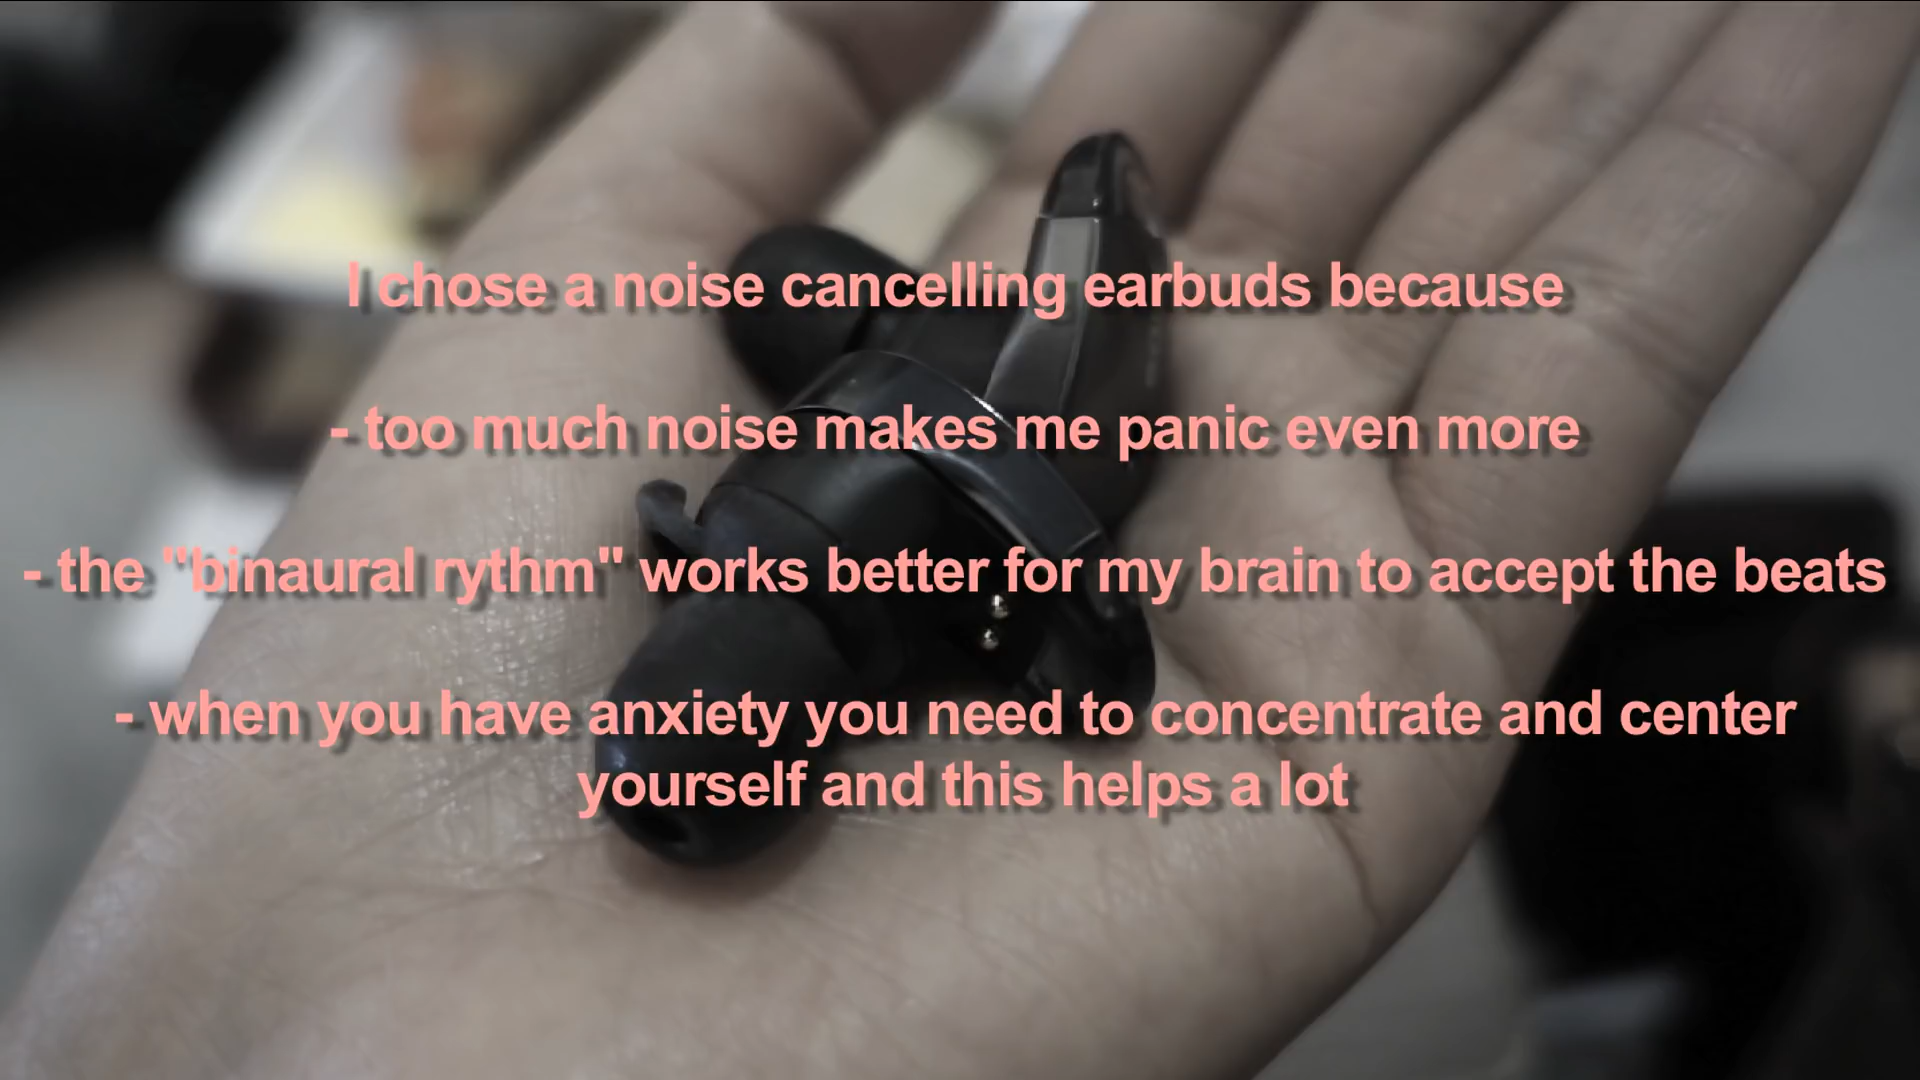 I chose a noise cancelling earbuds because
- too much noise makes me panic even more
- the "binaural rythm" works better for my brain to accept the beats
- when you have anxiety you need to concentrate and center
yourself and this helps a lot